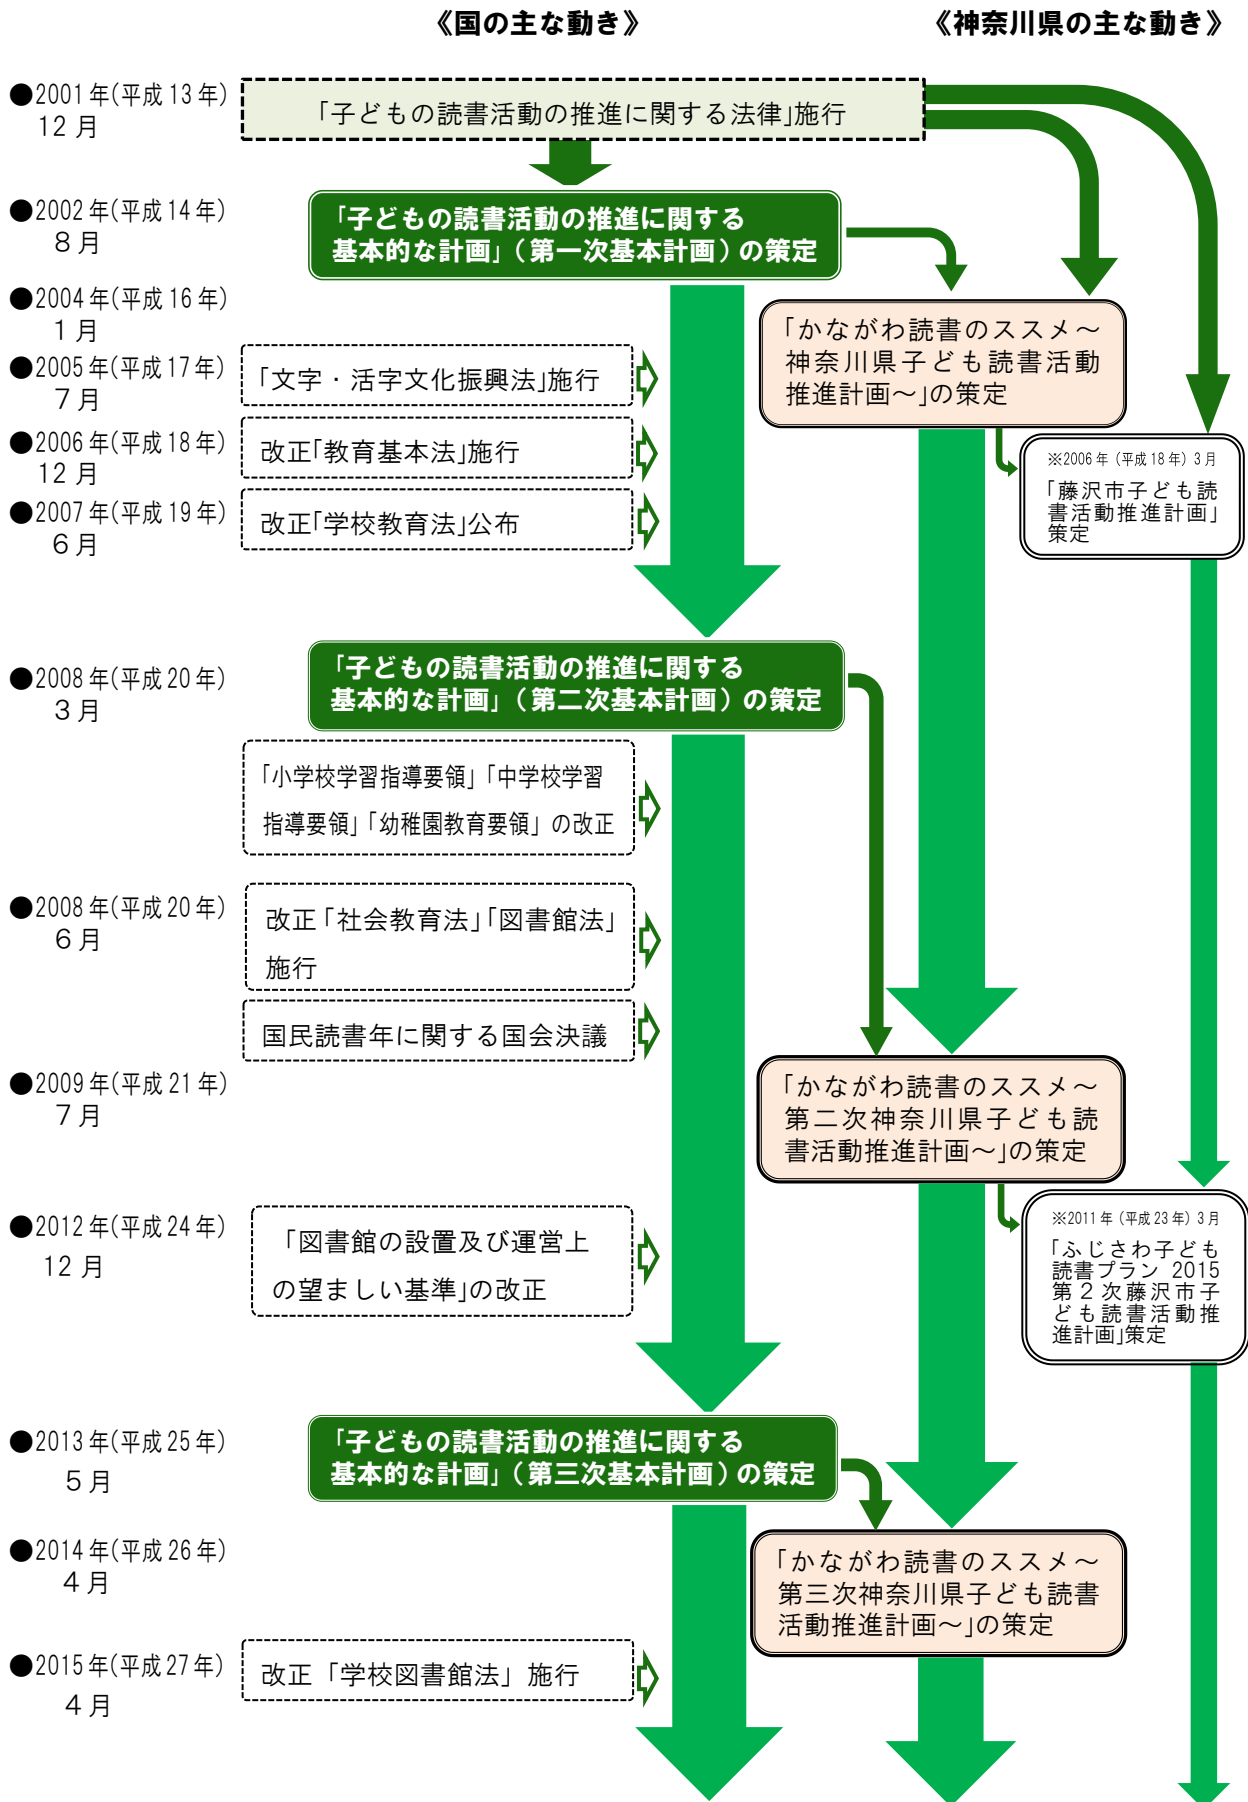 《国の主な動き》
《神奈川県の主な動き》
●2001年(平成13年)
12月
「子どもの読書活動の推進に関する法律」施行
●2002年(平成14年)
8月
「子どもの読書活動の推進に関する
基本的な計画」（第一次基本計画）の策定
●2004年(平成16年)
1月
「かながわ読書のススメ～
神奈川県子ども読書活動
推進計画～」の策定
●2005年(平成17年)
7月
「文字・活字文化振興法」施行
●2006年(平成18年)
12月
改正「教育基本法」施行
※2006年（平成18年）3月
「藤沢市子ども読
書活動推進計画」
策定
●2007年(平成19年)
6月
改正「学校教育法」公布
●2008年(平成20年)
3月
「子どもの読書活動の推進に関する
基本的な計画」（第二次基本計画）の策定
「小学校学習指導要領」「中学校学習
指導要領」「幼稚園教育要領」の改正
●2008年(平成20年)
6月
改正「社会教育法」「図書館法」
施行
国民読書年に関する国会決議
●2009年(平成21年)
7月
「かながわ読書のススメ～
第二次神奈川県子ども読
書活動推進計画～」の策定
●2012年(平成24年)
12月
「図書館の設置及び運営上
の望ましい基準」の改正
※2011年（平成23年）3月
「ふじさわ子ども
読書プラン 2015
第2次藤沢市子
ども読書活動推
進計画」策定
●2013年(平成25年)
5月
「子どもの読書活動の推進に関する
基本的な計画」（第三次基本計画）の策定
●2014年(平成26年)
4月
「かながわ読書のススメ～
第三次神奈川県子ども読書
活動推進計画～」の策定
●2015年(平成27年)
4月
改正「学校図書館法」施行